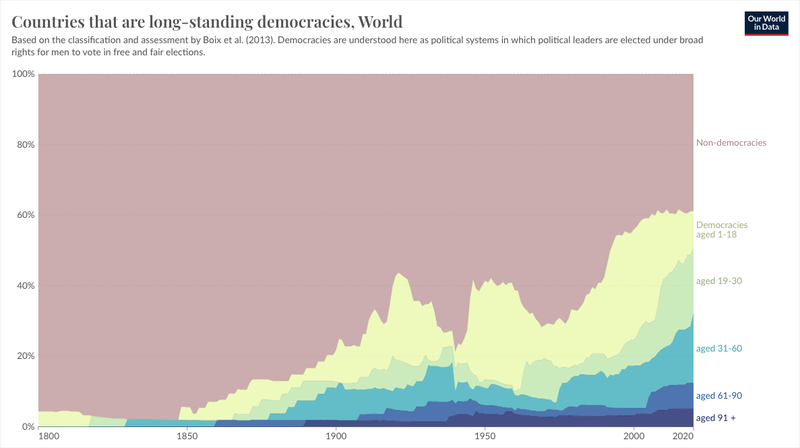 Countries that are long-standing democracies, World
Our World
in Data
Based on the classification and assessment by Boix et al. (2013). Democracies are understood here as political systems in which political leaders are elected under broad
rights for men to vote in free and fair elections.
100%
80%
60%
40%
20%
0%
Non-democracies
Democracies
aged 1-18
aged 19-30
aged 31-60
aged 61-90
aged 91 +
1800
1850
1900
1950
2000
2020